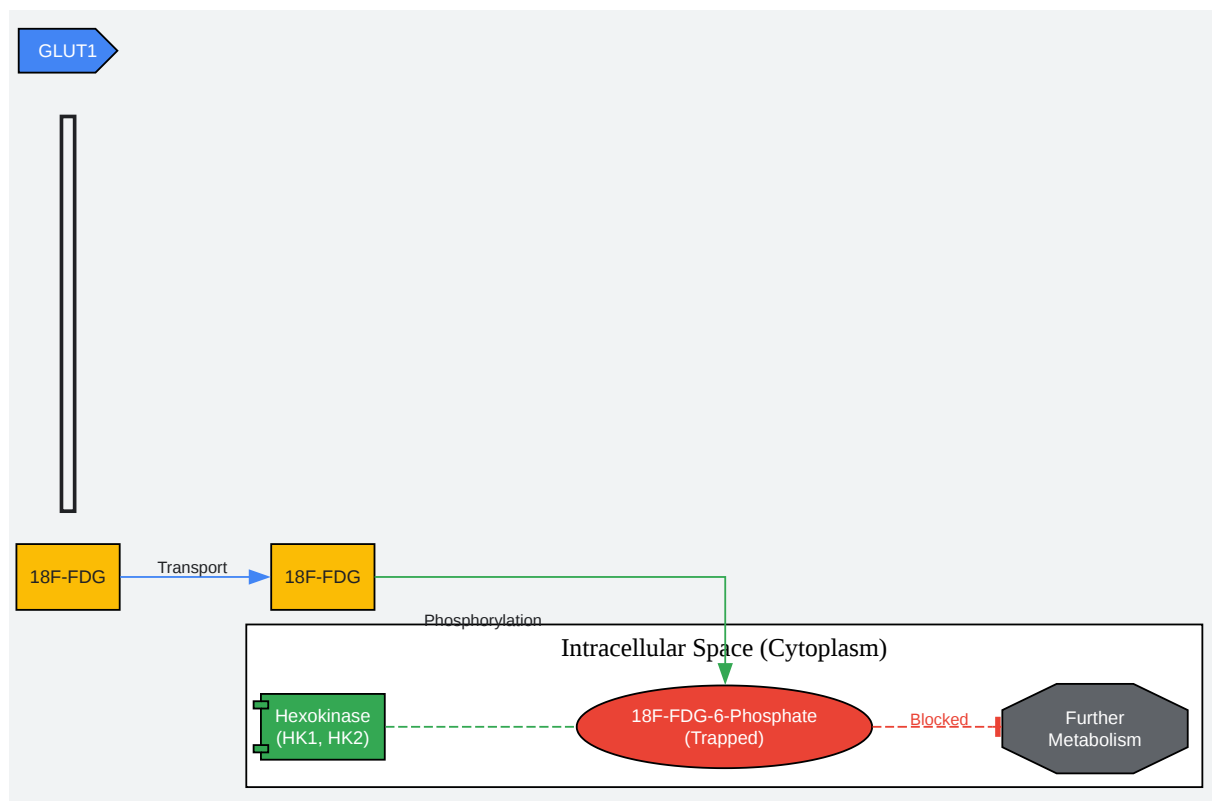 GLUT1
18F-FDG
Transport
18F-FDG
Phosphorylation
Intracellular Space (Cytoplasm)
Hexokinase
(HK1, HK2)
18F-FDG-6-Phosphate
(Trapped)
Blocked
Further
Metabolism